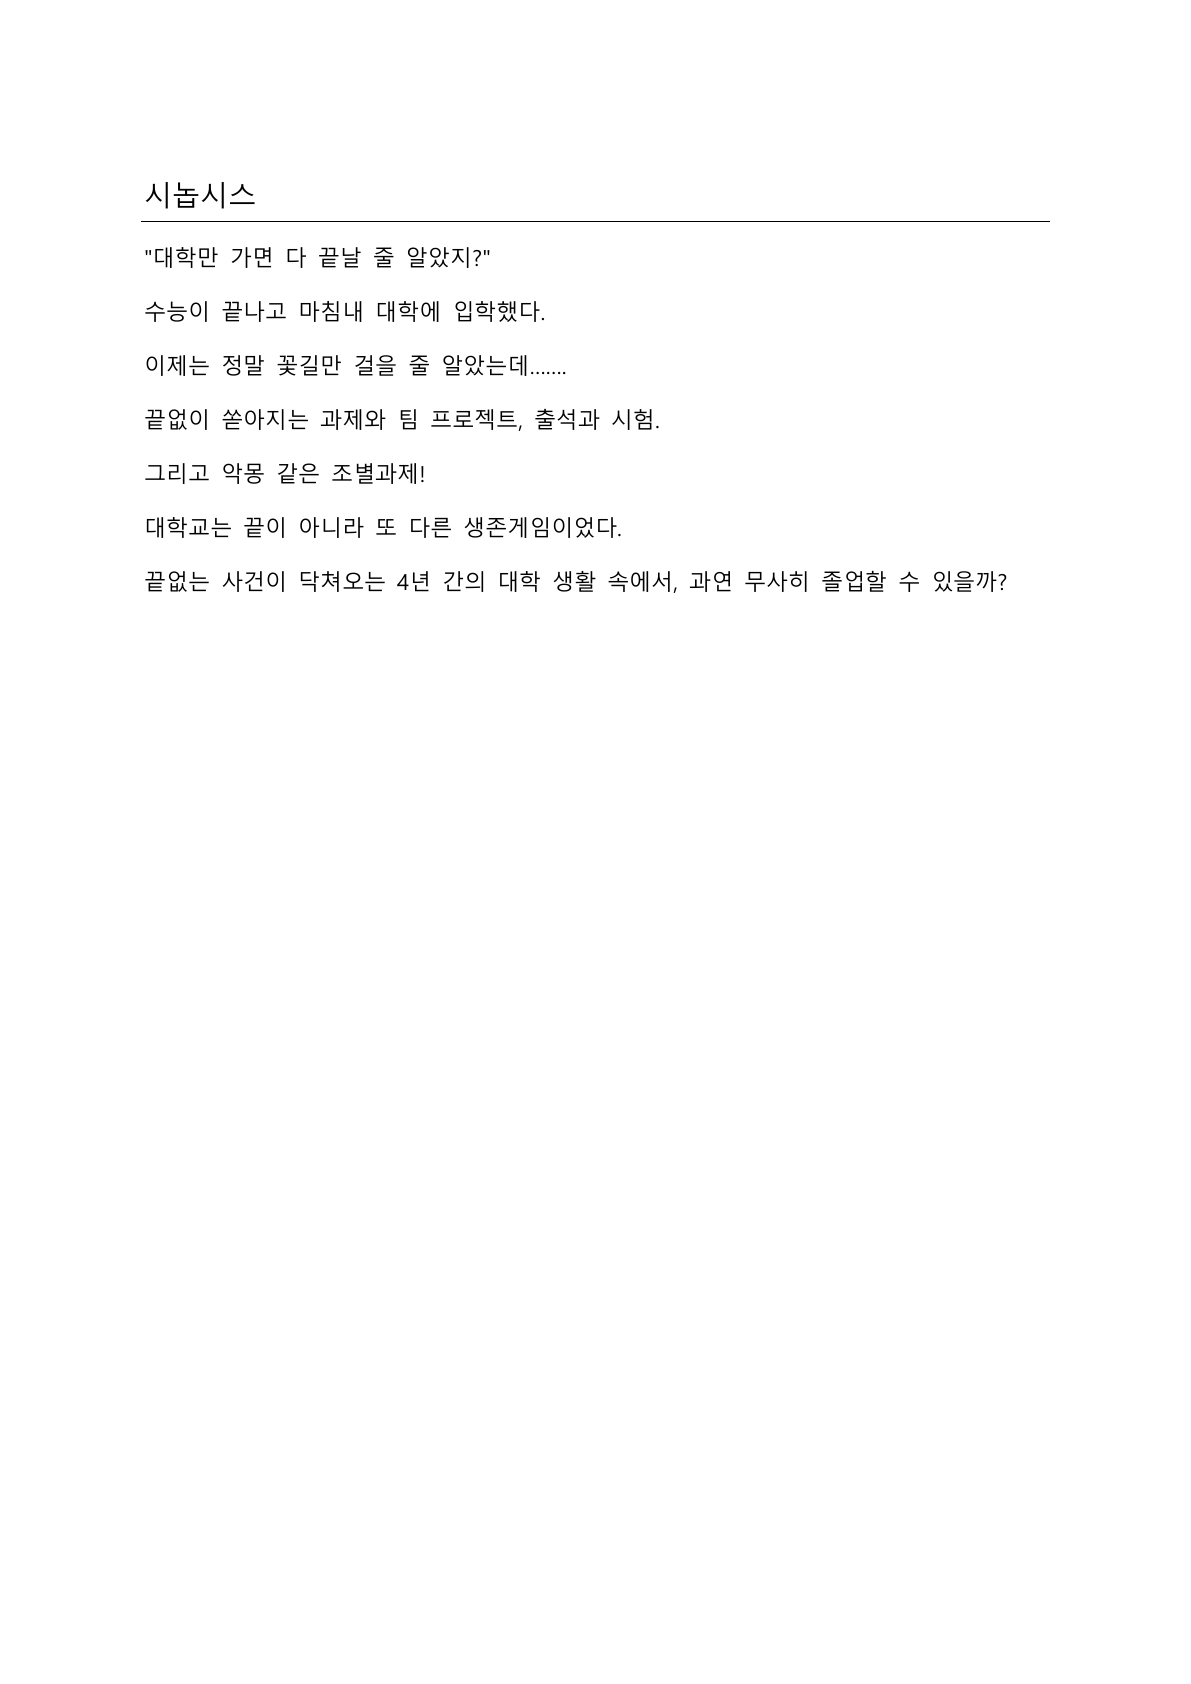 시놉시스
"대학만 가면 다 끝날 줄 알았지?"
수능이 끝나고 마침내 대학에 입학했다.
이제는 정말 꽃길만 걸을 줄 알았는데.......
끝없이 쏟아지는 과제와 팀 프로젝트, 출석과 시험.
그리고 악몽 같은 조별과제!
대학교는 끝이 아니라 또 다른 생존게임이었다.
끝없는 사건이 닥쳐오는 4년 간의 대학 생활 속에서, 과연 무사히 졸업할 수 있을까?